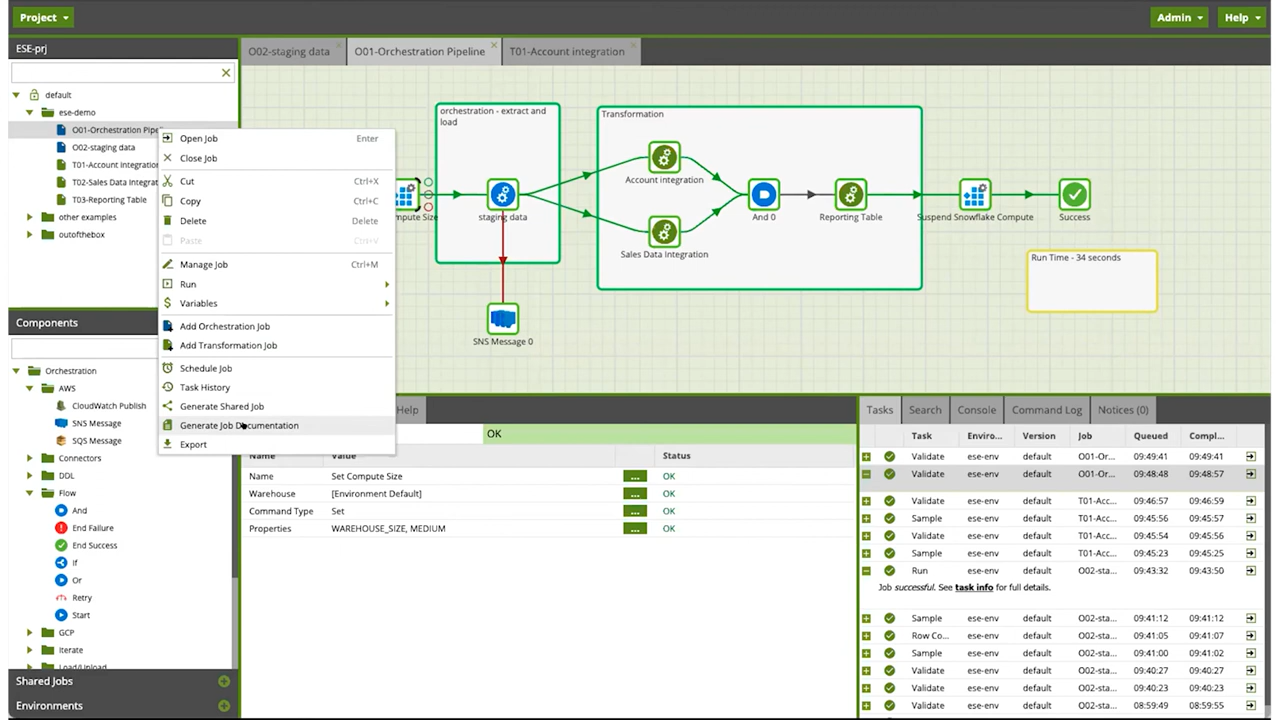 Project
Admin
Help
ESE-prj
O02-staging data
O01-Orchestration Pipeline
T01-Account integration
default
ese-demo
O01-Orchestration Pipe
O02-staging data
T01-Account integration
T02-Sales Data Integrat
T03-Reporting Table
other examples
outofthebox
Open Job Enter
Close Job
Cut Ctrl+X
Copy Ctrl+C
Delete Delete
Paste Ctrl+V
Manage Job Ctrl+M
Run
Variables
Add Orchestration Job
Add Transformation Job
Schedule Job
Task History
Generate Shared Job
Generate Job Documentation
Export
orchestration - extract and
load
Transformation
Size
staging data
Account integration
Sales Data integration
And 0
Reporting Table
Suspend Snowflake Compute
Success
Run Time - 34 seconds
SNS Message 0
Components
Orchestration
AWS
CloudWatch Publish
SNS Message
SQS Message
Connectors
DDL
Flow
And
End Failure
End Success
If
Or
Retry
Start
GCP
Iterate
Load/Unload
Shared Jobs
Environments
Help
OK
Name Value Status
Name Set Compute Size ... OK
Warehouse [Environment Default] ... OK
Command Type Set ... OK
Properties WAREHOUSE_SIZE, MEDIUM ... OK
Tasks Search Console Command Log Notices (0)
Task Enviro... Version Job Queued Compl...
Validate ese-env default O01-Or... 09:49:41 09:49:41
Validate ese-env default O01-Or... 09:48:48 09:48:57
Validate ese-env default T01-Acc... 09:46:57 09:46:59
Sample ese-env default T01-Acc... 09:45:56 09:45:57
Validate ese-env default T01-Acc... 09:45:54 09:45:56
Sample ese-env default T01-Acc... 09:45:23 09:45:25
Run ese-env default O02-sta... 09:43:32 09:43:50
Job successful. See task info for full details.
Sample ese-env default O02-sta... 09:41:12 09:41:12
Row Co... ese-env default O02-sta... 09:41:05 09:41:07
Sample ese-env default O02-sta... 09:41:00 09:41:02
Validate ese-env default O02-sta... 09:40:27 09:40:27
Validate ese-env default O02-sta... 09:40:23 09:40:23
Validate ese-env default O02-sta... 08:59:49 08:59:55